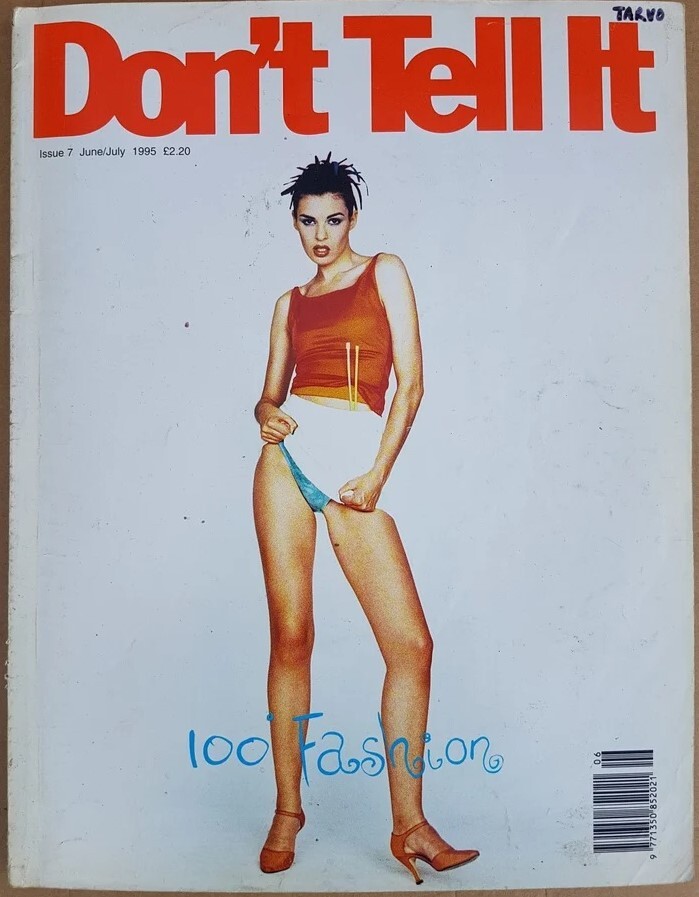 TARVO
Don't Tell It
Issue 7 June/July 1995 £2.20
100° Fashion
06
9 771350 852021